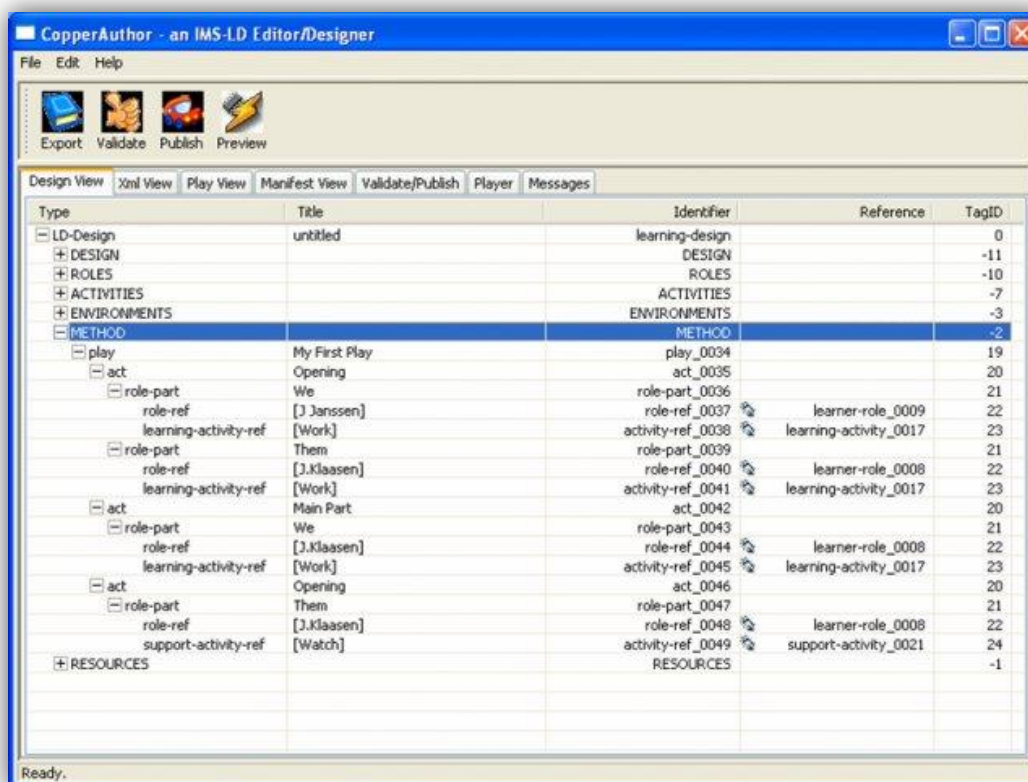 CopperAuthor - an IMS-LD Editor/Designer
File Edit Help
Export Validate Publish Preview
Design View Xml View Play View Manifest View Validate/Publish Player Messages
Type Title Identifier Reference TagID
LD-Design untitled learning-design 0
DESIGN DESIGN -11
ROLES ROLES -10
ACTIVITIES ACTIVITIES -7
ENVIRONMENTS ENVIRONMENTS -3
METHOD METHOD -2
play My First Play play_0034 19
act Opening act_0035 20
role-part We role-part_0036 21
role-ref [J Janssen] role-ref_0037 learner-role_0009 22
learning-activity-ref [Work] activity-ref_0038 learning-activity_0017 23
role-part Them role-part_0039 21
role-ref [J.Klaasen] role-ref_0040 learner-role_0008 22
learning-activity-ref [Work] activity-ref_0041 learning-activity_0017 23
act Main Part act_0042 20
role-part We role-part_0043 21
role-ref [J.Klaasen] role-ref_0044 learner-role_0008 22
learning-activity-ref [Work] activity-ref_0045 learning-activity_0017 23
act Opening act_0046 20
role-part Them role-part_0047 21
role-ref [J.Klaasen] role-ref_0048 learner-role_0008 22
support-activity-ref [Watch] activity-ref_0049 support-activity_0021 24
RESOURCES RESOURCES -1
Ready.